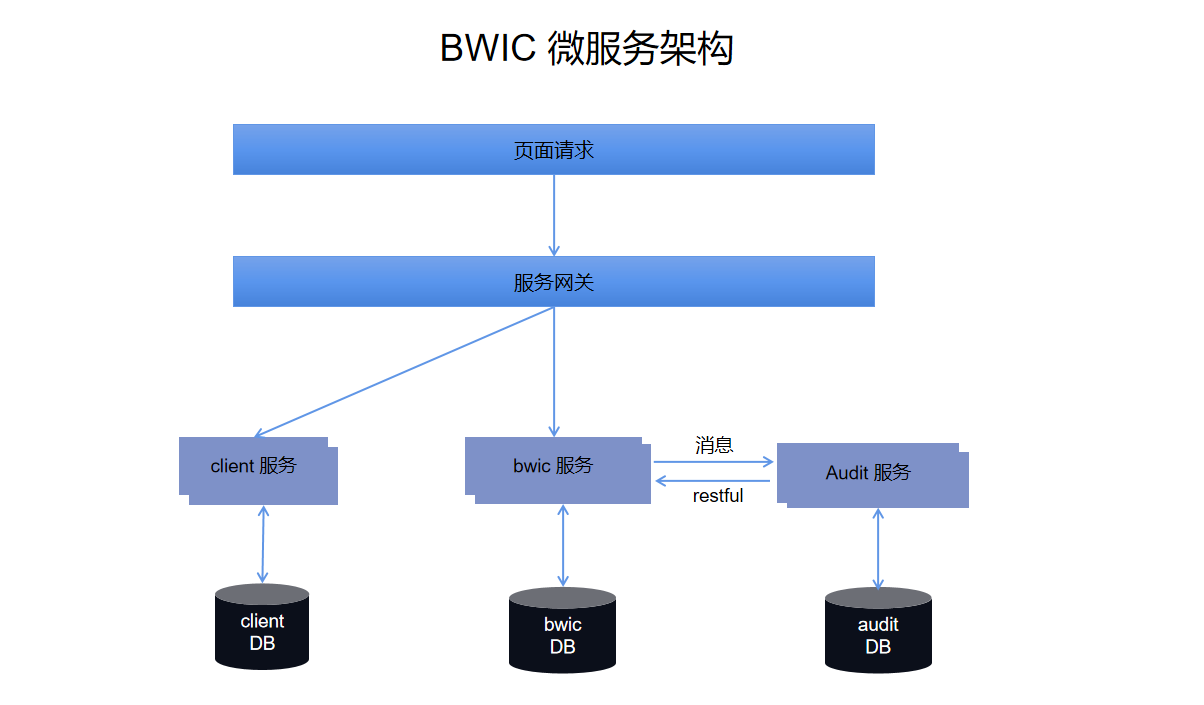 BWIC 微服务架构
页面请求
服务网关
client 服务
bwic 服务
消息
restful
Audit 服务
client
DB
bwic
DB
audit
DB